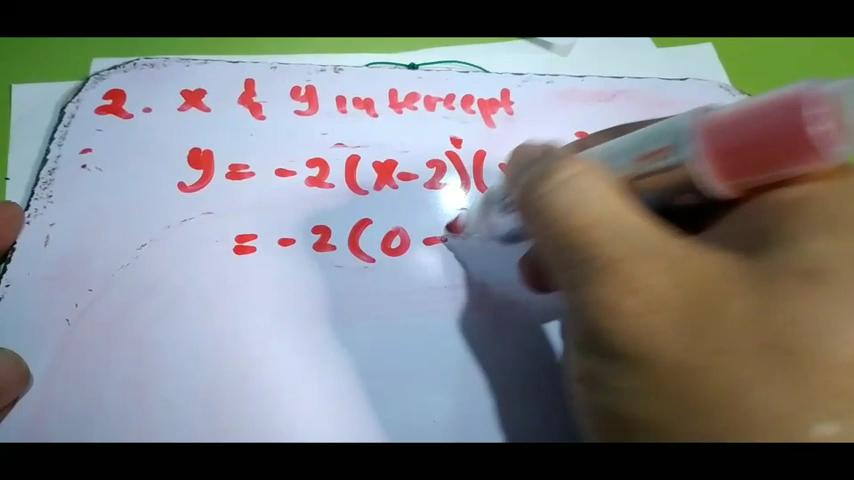 2. x & y intercept
y = -2(x-2)(
= -2(0 -